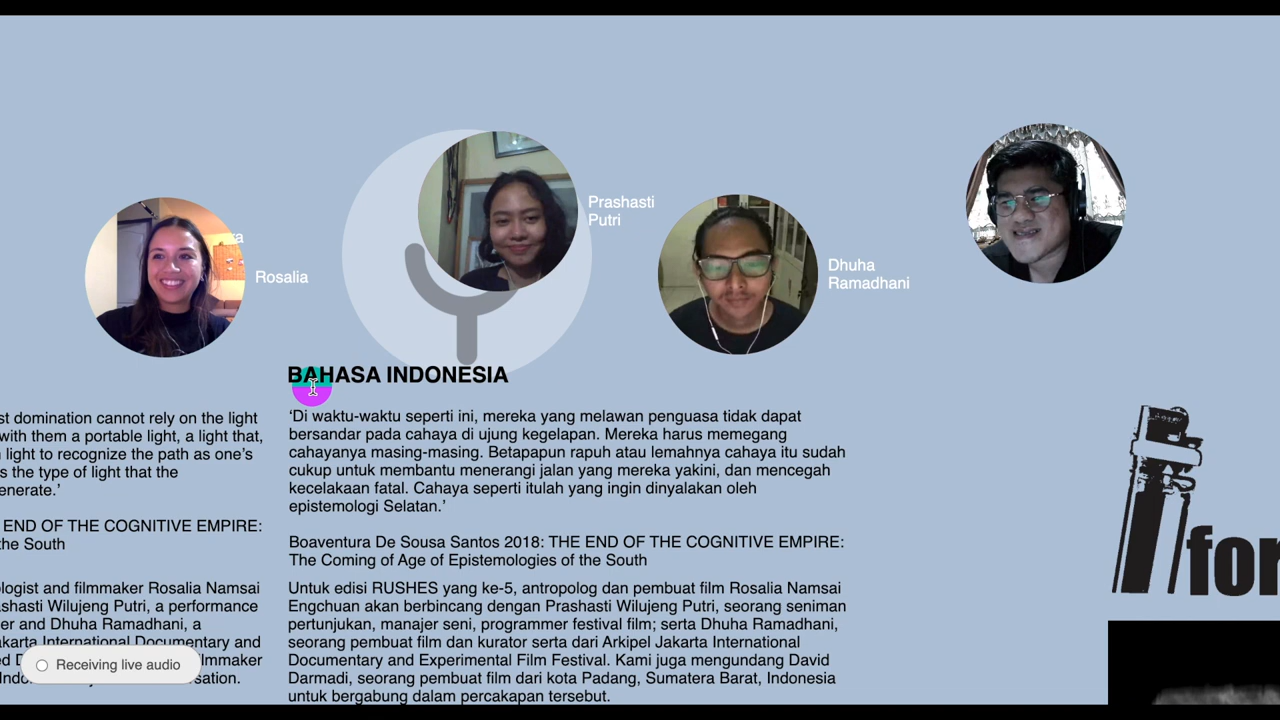 Rosalia
Prashasti
Putri
Dhuha
Ramadhani
BAHASA INDONESIA
st domination cannot rely on the light
with them a portable light, a light that,
light to recognize the path as one's
s the type of light that the
enerate.'
END OF THE COGNITIVE EMPIRE:
the South
ologist and filmmaker Rosalia Namsai
ashasti Wilujeng Putri, a performance
er and Dhuha Ramadhani, a
akarta International Documentary and
ed D ilmmaker
Indo sation.
'Di waktu-waktu seperti ini, mereka yang melawan penguasa tidak dapat
bersandar pada cahaya di ujung kegelapan. Mereka harus memegang
cahayanya masing-masing. Betapapun rapuh atau lemahnya cahaya itu sudah
cukup untuk membantu menerangi jalan yang mereka yakini, dan mencegah
kecelakaan fatal. Cahaya seperti itulah yang ingin dinyalakan oleh
epistemologi Selatan.'
Boaventura De Sousa Santos 2018: THE END OF THE COGNITIVE EMPIRE:
The Coming of Age of Epistemologies of the South
Untuk edisi RUSHES yang ke-5, antropolog dan pembuat film Rosalia Namsai
Engchuan akan berbincang dengan Prashasti Wilujeng Putri, seorang seniman
pertunjukan, manajer seni, programmer festival film; serta Dhuha Ramadhani,
seorang pembuat film dan kurator serta dari Arkipel Jakarta International
Documentary and Experimental Film Festival. Kami juga mengundang David
Darmadi, seorang pembuat film dari kota Padang, Sumatera Barat, Indonesia
untuk bergabung dalam percakapan tersebut.
Receiving live audio
for